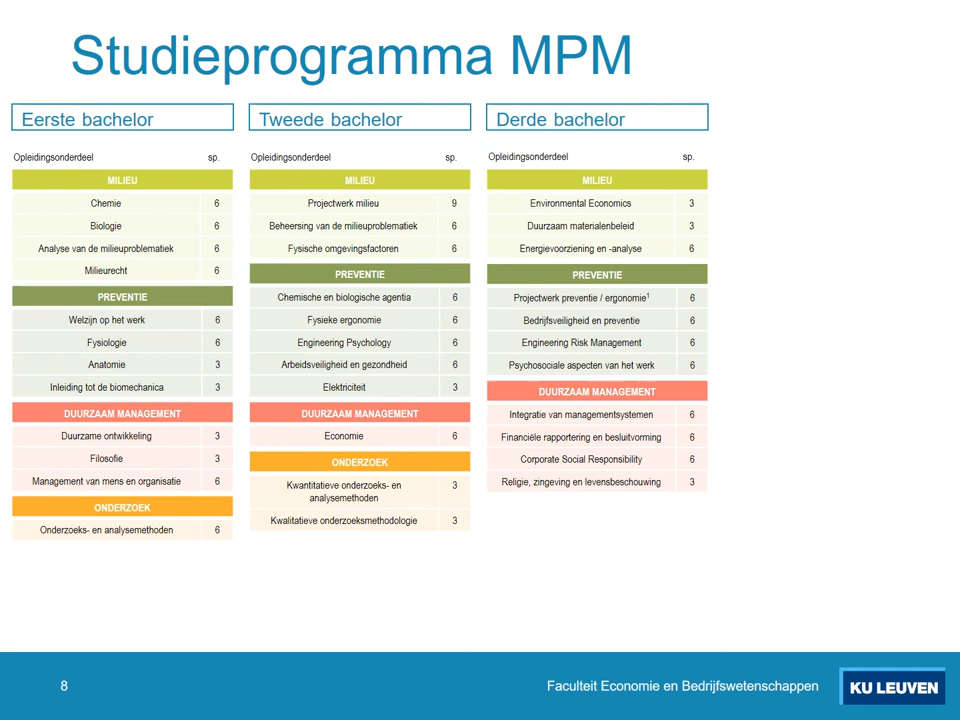 Studieprogramma MPM
Eerste bachelor
Opleidingsonderdeel sp.
MILIEU
Chemie 6
Biologie 6
Analyse van de milieuproblematiek 6
Milieurecht 6
PREVENTIE
Welzijn op het werk 6
Fysiologie 6
Anatomie 3
Inleiding tot de biomechanica 3
DUURZAAM MANAGEMENT
Duurzame ontwikkeling 3
Filosofie 3
Management van mens en organisatie 6
ONDERZOEK
Onderzoeks- en analysemethoden 6
Tweede bachelor
Opleidingsonderdeel sp.
MILIEU
Projectwerk milieu 9
Beheersing van de milieuproblematiek 6
Fysische omgevingsfactoren 6
PREVENTIE
Chemische en biologische agentia 6
Fysieke ergonomie 6
Engineering Psychology 6
Arbeidsveiligheid en gezondheid 6
Elektriciteit 3
DUURZAAM MANAGEMENT
Economie 6
ONDERZOEK
Kwantitatieve onderzoeks- en 3
analysemethoden
Kwalitatieve onderzoeksmethodologie 3
Derde bachelor
Opleidingsonderdeel sp.
MILIEU
Environmental Economics 3
Duurzaam materialenbeleid 3
Energievoorziening en -analyse 6
PREVENTIE
Projectwerk preventie / ergonomie¹ 6
Bedrijfsveiligheid en preventie 6
Engineering Risk Management 6
Psychosociale aspecten van het werk 6
DUURZAAM MANAGEMENT
Integratie van managementsystemen 6
Financiële rapportering en besluitvorming 6
Corporate Social Responsibility 6
Religie, zingeving en levensbeschouwing 3
8
Faculteit Economie en Bedrijfswetenschappen
KU LEUVEN